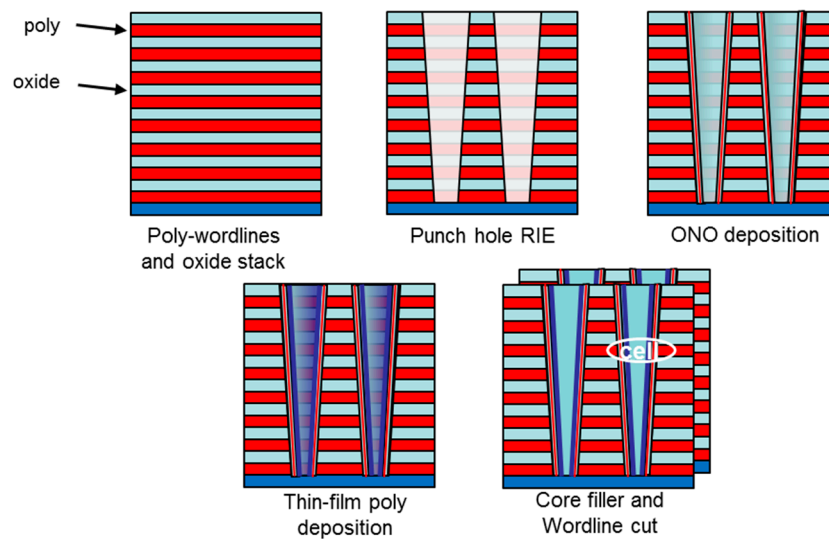 poly
oxide
Poly-wordlines
and oxide stack
Punch hole RIE
ONO deposition
cell
Thin-film poly
deposition
Core filler and
Wordline cut